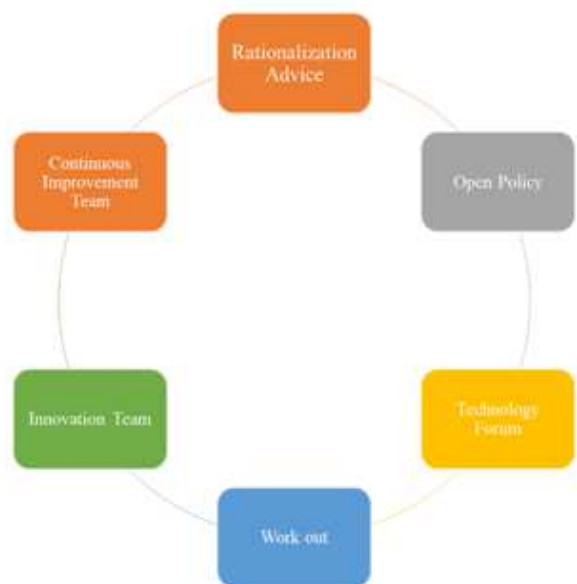 Rationalization
Advice
Continuous
Improvement
Team
Open Policy
Innovation Team
Technology
Forum
Work out